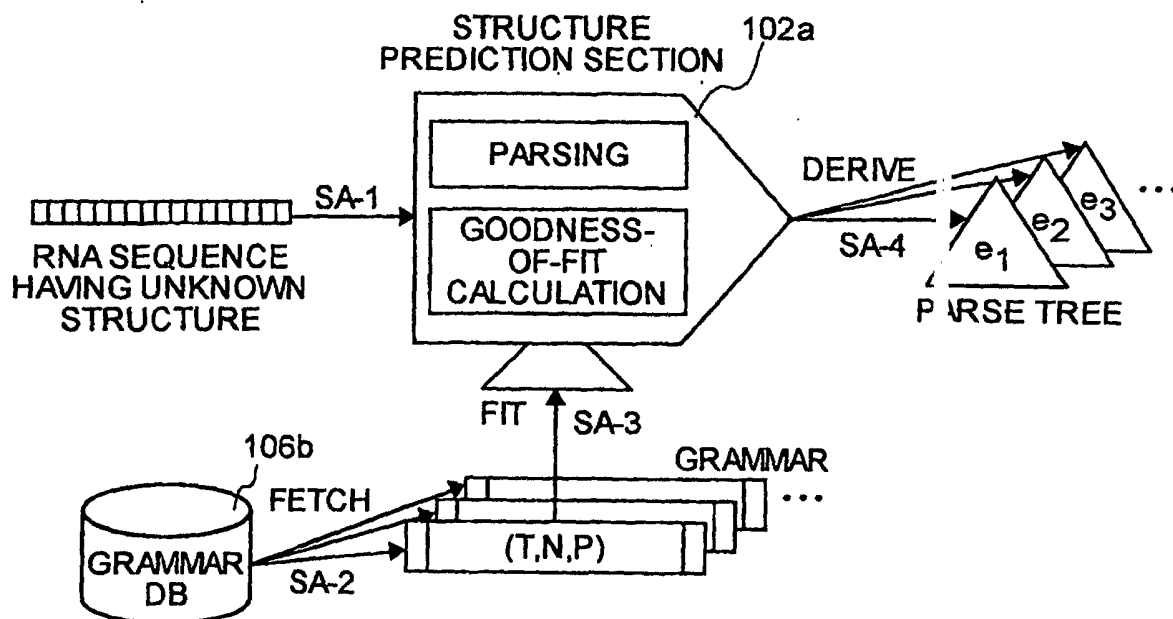 STRUCTURE
PREDICTION SECTION
102a
PARSING
GOODNESS-
OF-FIT
CALCULATION
SA-1
RNA SEQUENCE
HAVING UNKNOWN
STRUCTURE
DERIVE
SA-4
e1
e2
e3
...
PARSE TREE
FIT
SA-3
106b
FETCH
GRAMMAR
...
(T,N,P)
SA-2
GRAMMAR
DB